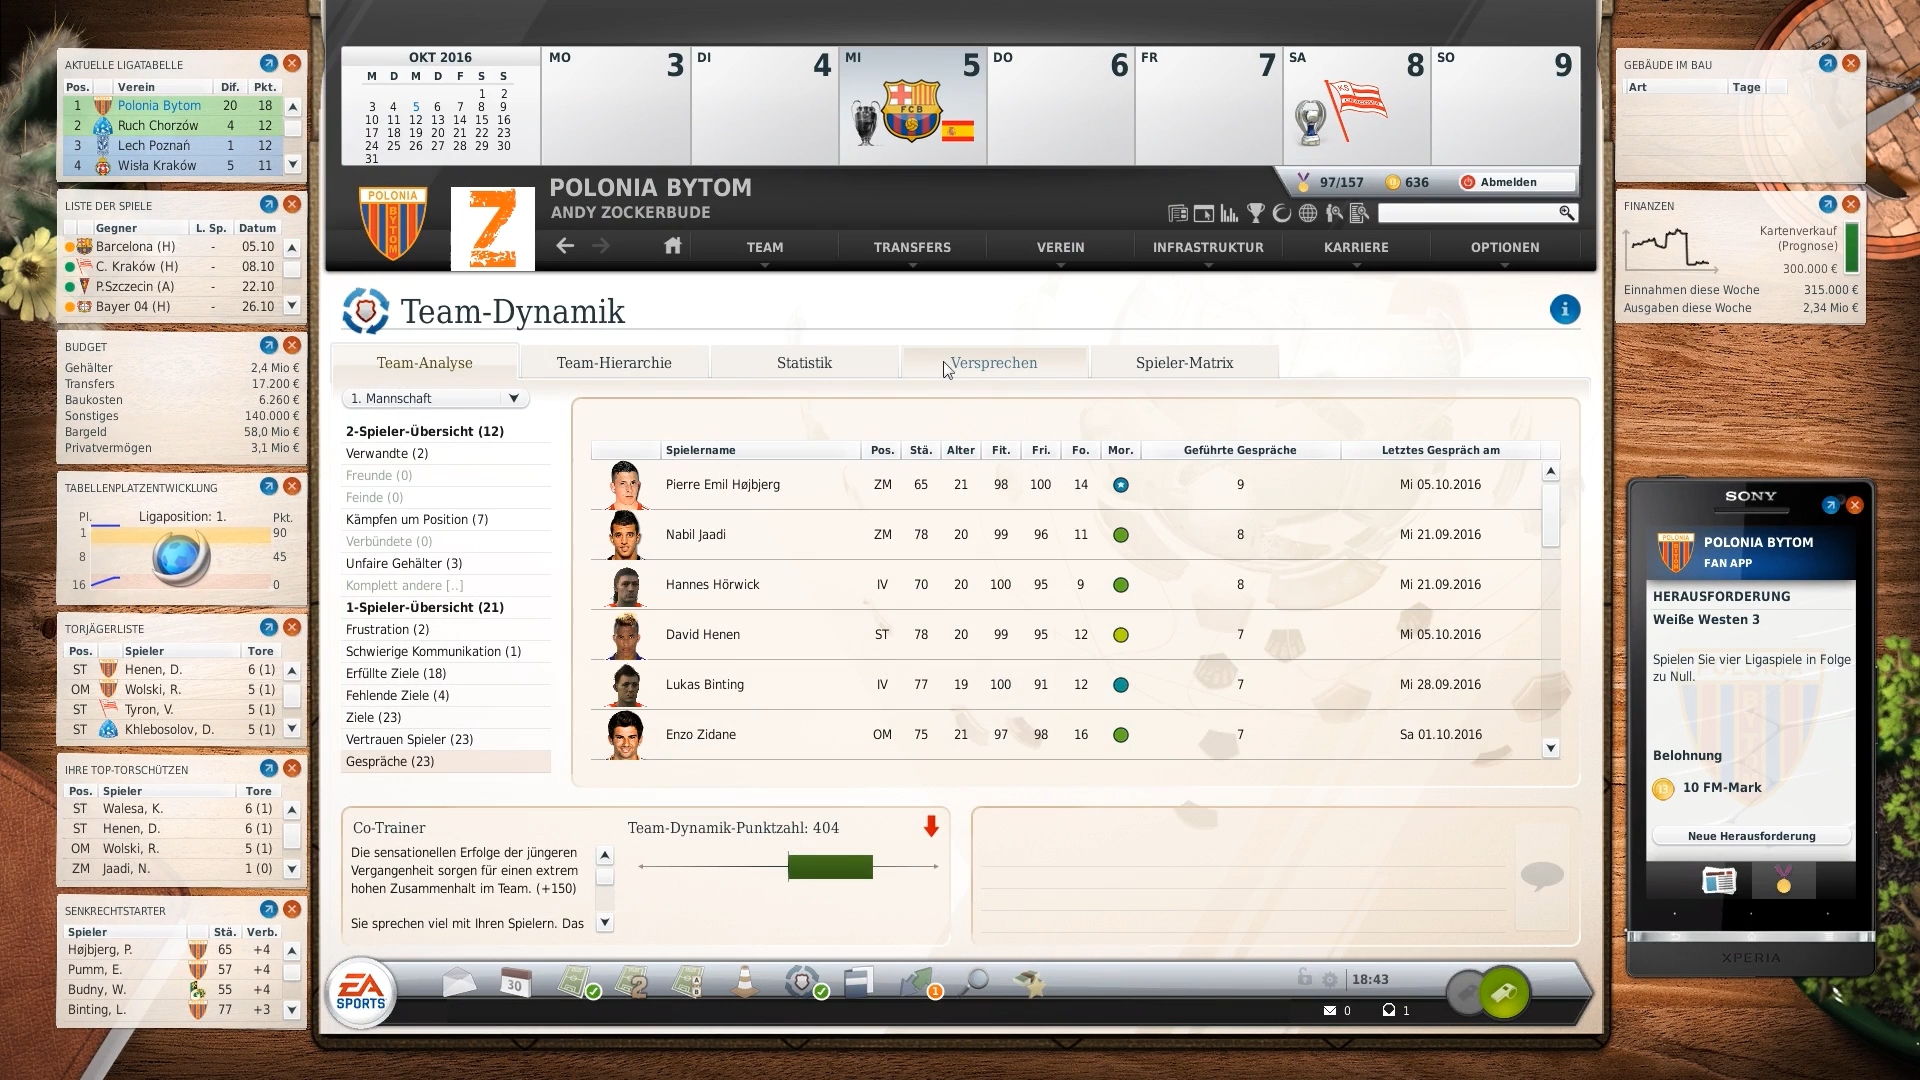 AKTUELLE LIGATABELLE
Pos. Verein Dif. Pkt.
1 Polonia Bytom 20 18
2 Ruch Chorzów 4 12
3 Lech Poznań 1 12
4 Wisła Kraków 5 11
LISTE DER SPIELE
Gegner L. Sp. Datum
Barcelona (H) - 05.10
C. Kraków (H) - 08.10
P.Szczecin (A) - 22.10
Bayer 04 (H) - 26.10
BUDGET
Gehälter 2,4 Mio €
Transfers 17.200 €
Baukosten 6.260 €
Sonstiges 140.000 €
Bargeld 58,0 Mio €
Privatvermögen 3,1 Mio €
TABELLENPLATZENTWICKLUNG
Pl. Ligaposition: 1. Pkt.
1 90
8 45
16 0
TORJÄGERLISTE
Pos. Spieler Tore
ST Henen, D. 6 (1)
OM Wolski, R. 5 (1)
ST Tyron, V. 5 (1)
ST Khlebosolov, D. 5 (1)
IHRE TOP-TORSCHÜTZEN
Pos. Spieler Tore
ST Walesa, K. 6 (1)
ST Henen, D. 6 (1)
OM Wolski, R. 5 (1)
ZM Jaadi, N. 1 (0)
SENKRECHTSTARTER
Spieler Stä. Verb.
Højbjerg, P. 65 +4
Pumm, E. 57 +4
Budny, W. 55 +4
Binting, L. 77 +3
OKT 2016
M D M D F S S
1 2
3 4 5 6 7 8 9
10 11 12 13 14 15 16
17 18 19 20 21 22 23
24 25 26 27 28 29 30
31
MO 3 DI 4 MI 5 DO 6 FR 7 SA 8 SO 9
FCB
KS
CRACOVIA
POLONIA
BYTOM
Z
POLONIA BYTOM
ANDY ZOCKERBUDE
97/157 636 Abmelden
TEAM TRANSFERS VEREIN INFRASTRUKTUR KARRIERE OPTIONEN
Team-Dynamik
i
Team-Analyse Team-Hierarchie Statistik Versprechen Spieler-Matrix
1. Mannschaft
2-Spieler-Übersicht (12)
Verwandte (2)
Freunde (0)
Feinde (0)
Kämpfen um Position (7)
Verbündete (0)
Unfaire Gehälter (3)
Komplett andere [..]
1-Spieler-Übersicht (21)
Frustration (2)
Schwierige Kommunikation (1)
Erfüllte Ziele (18)
Fehlende Ziele (4)
Ziele (23)
Vertrauen Spieler (23)
Gespräche (23)
Spielername Pos. Stä. Alter Fit. Fri. Fo. Mor. Geführte Gespräche Letztes Gespräch am
Pierre Emil Højbjerg ZM 65 21 98 100 14 9 Mi 05.10.2016
Nabil Jaadi ZM 78 20 99 96 11 8 Mi 21.09.2016
Hannes Hörwick IV 70 20 100 95 9 8 Mi 21.09.2016
David Henen ST 78 20 99 95 12 7 Mi 05.10.2016
Lukas Binting IV 77 19 100 91 12 7 Mi 28.09.2016
Enzo Zidane OM 75 21 97 98 16 7 Sa 01.10.2016
Co-Trainer
Team-Dynamik-Punktzahl: 404
Die sensationellen Erfolge der jüngeren
Vergangenheit sorgen für einen extrem
hohen Zusammenhalt im Team. (+150)
Sie sprechen viel mit Ihren Spielern. Das
EA
SPORTS
30
2
1
18:43
0 1
GEBÄUDE IM BAU
Art Tage
FINANZEN
Kartenverkauf
(Prognose)
300.000 €
Einnahmen diese Woche 315.000 €
Ausgaben diese Woche 2,34 Mio €
SONY
POLONIA
BYTOM
POLONIA BYTOM
FAN APP
HERAUSFORDERUNG
Weiße Westen 3
Spielen Sie vier Ligaspiele in Folge
zu Null.
Belohnung
13 10 FM-Mark
Neue Herausforderung
XPERIA